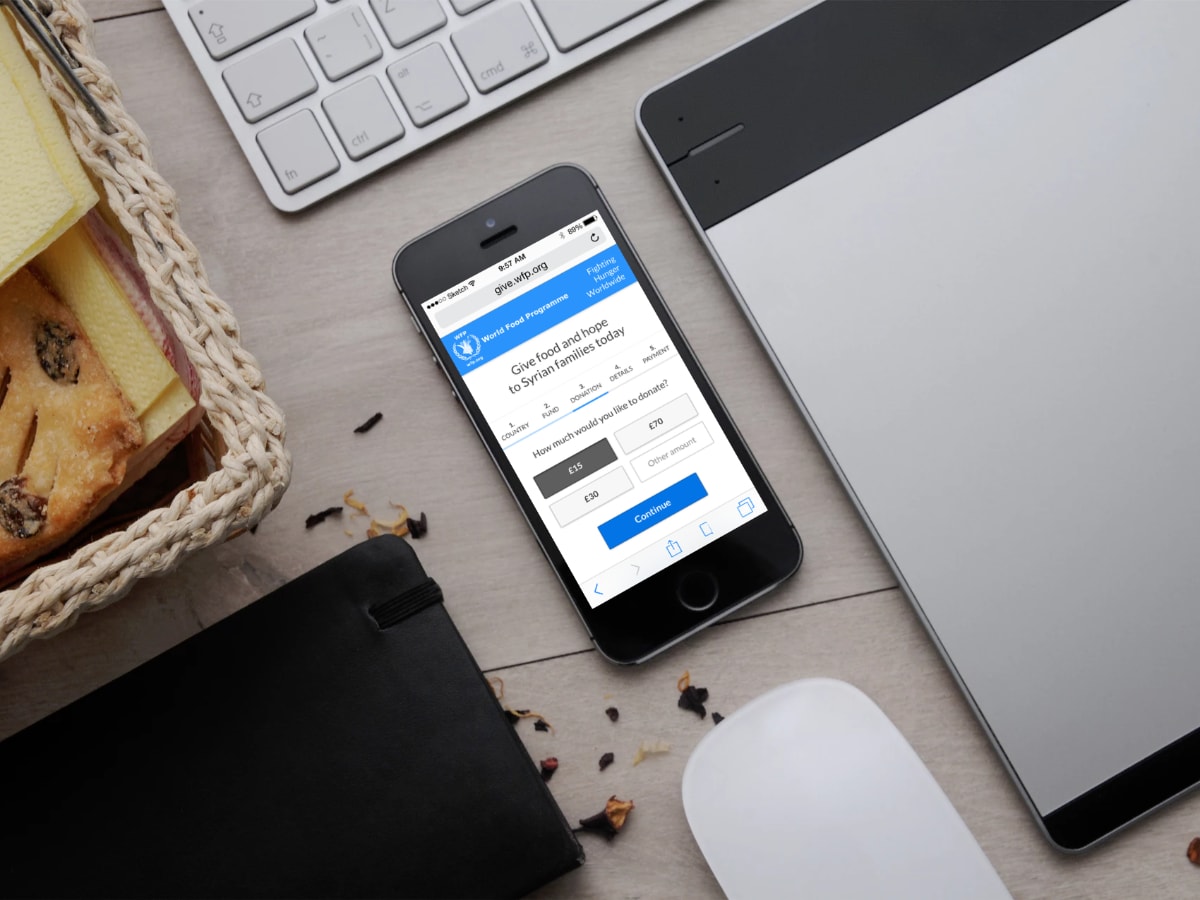 Z
~
alt
cmd
ctrl
fn
Sketch
9:57 AM
89%
give.wfp.org
WFP
wfp.org
World Food Programme
Fighting
Hunger
Worldwide
Give food and hope
to Syrian families today
1.
COUNTRY
2.
FUND
3.
DONATION
4.
DETAILS
5.
PAYMENT
How much would you like to donate?
£15
£70
£30
Other amount
Continue